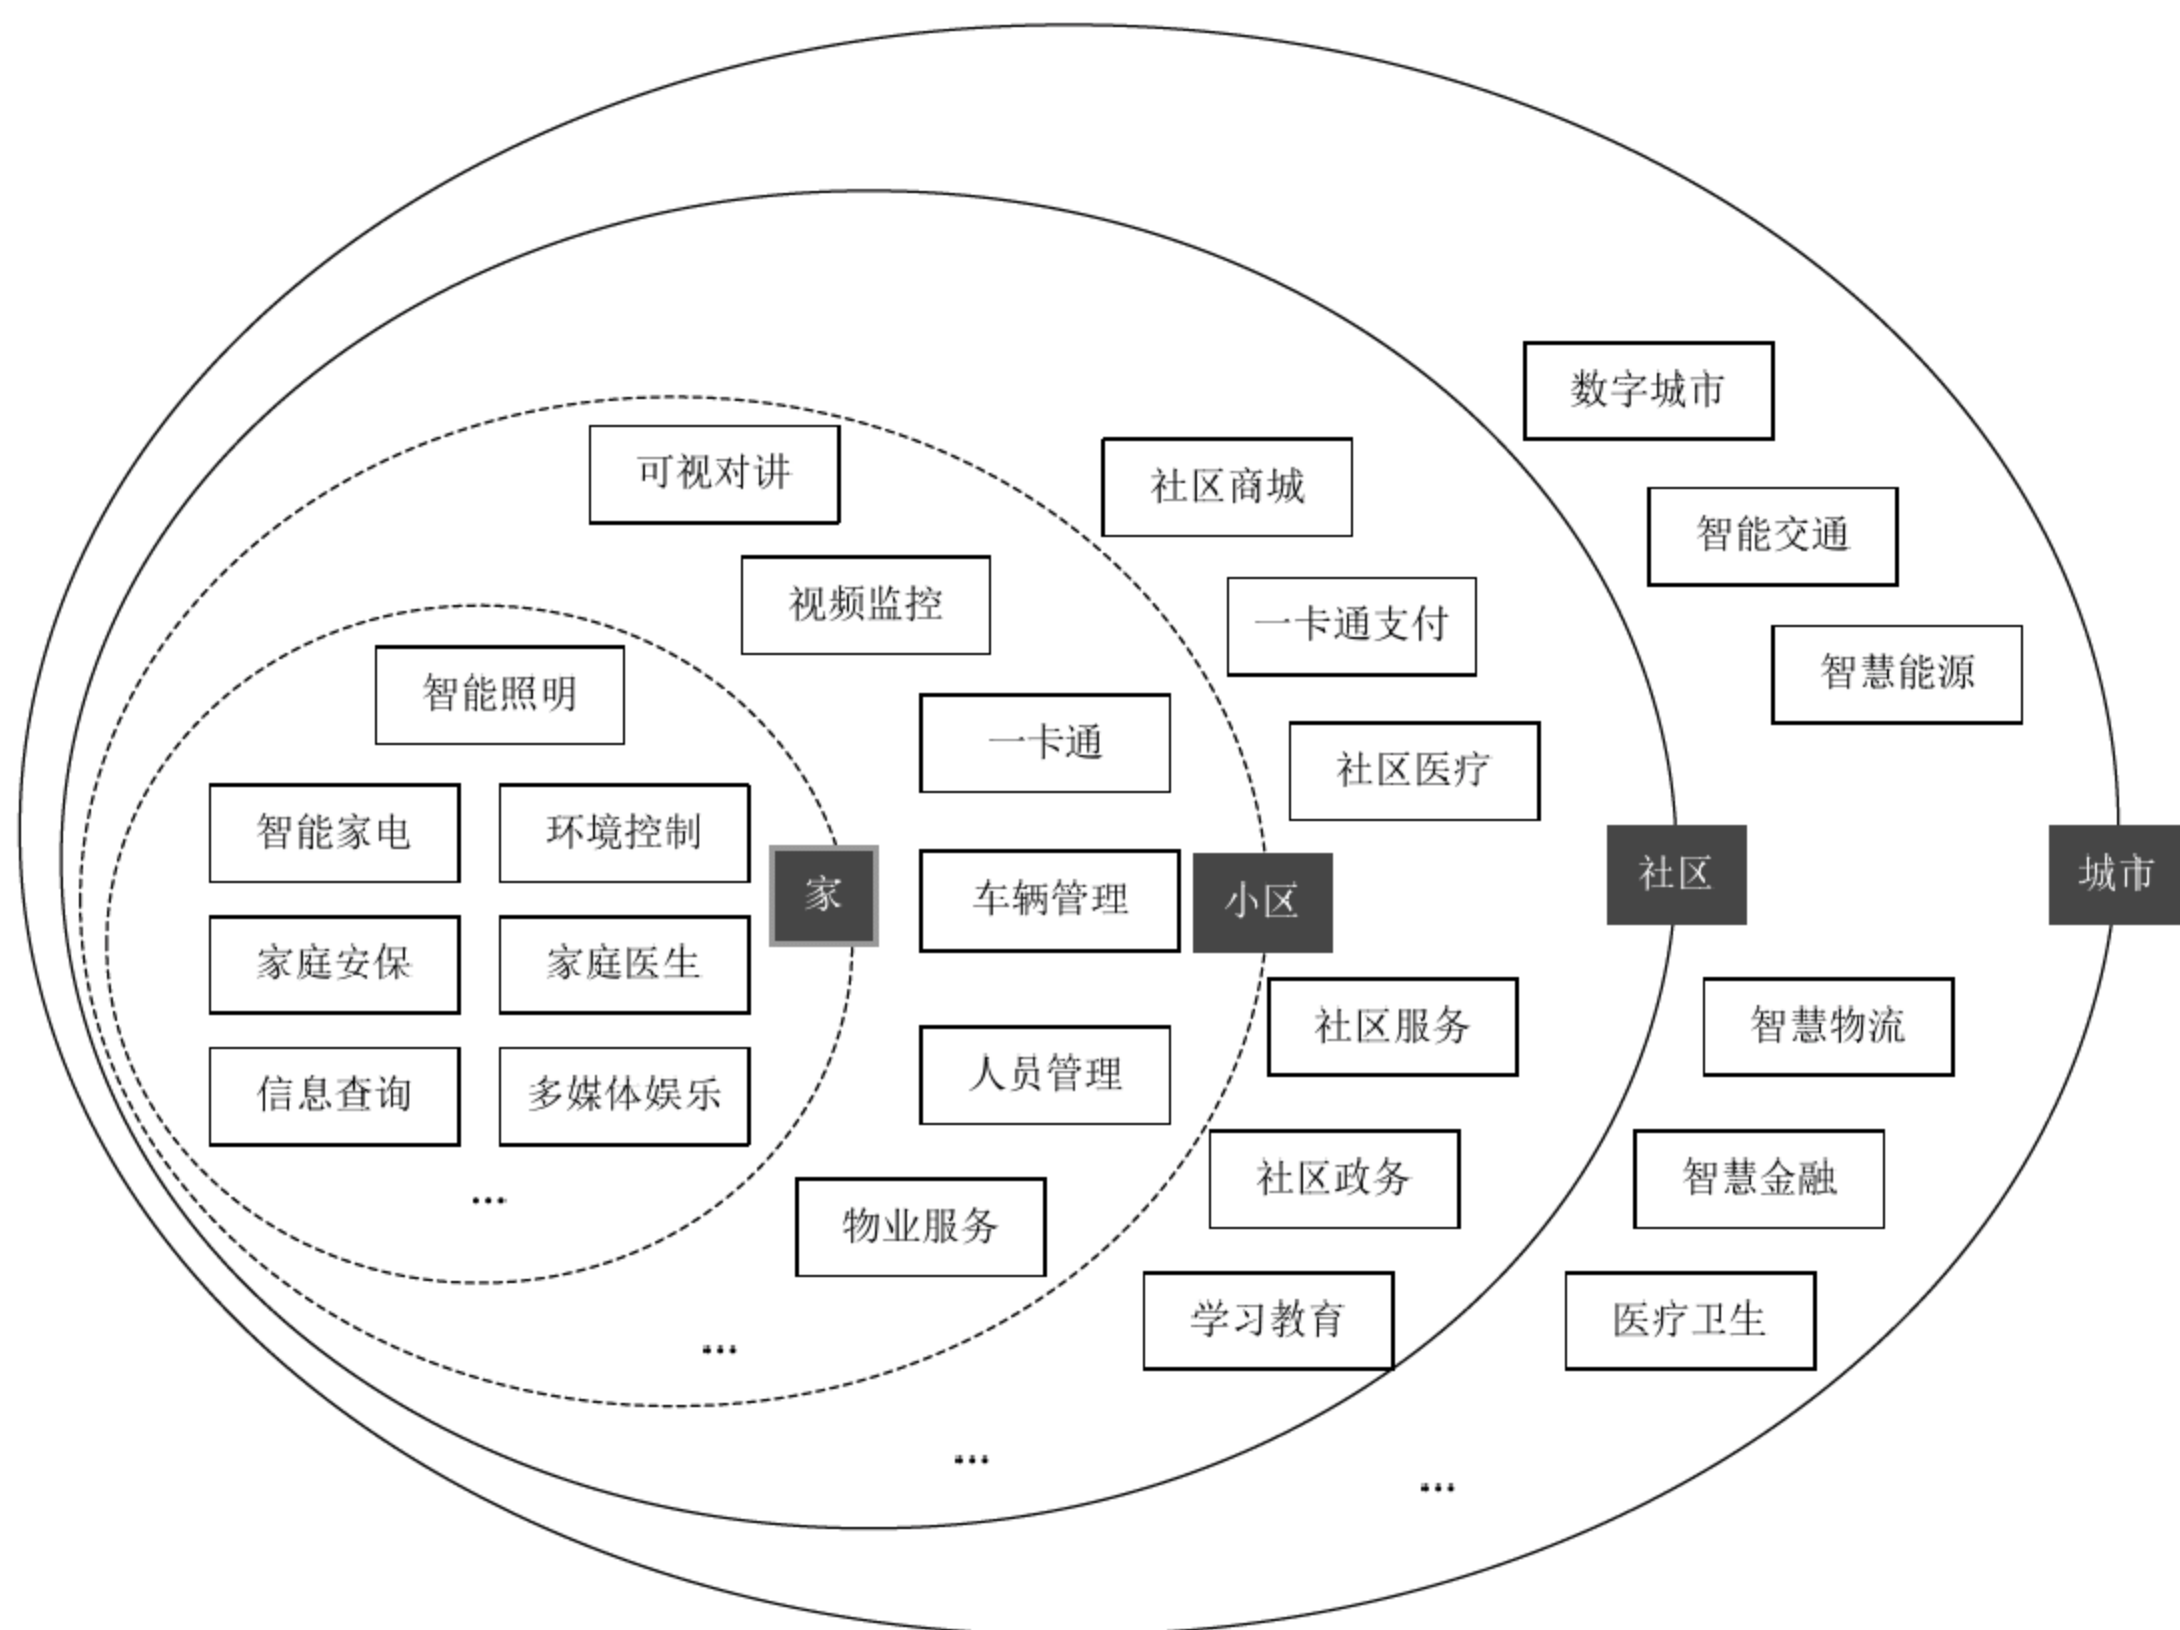 数字城市
可视对讲
社区商城
智能交通
视频监控
一卡通支付
智慧能源
智能照明
一卡通
社区医疗
智能家电
环境控制
家
车辆管理
小区
社区
城市
家庭安保
家庭医生
社区服务
智慧物流
信息查询
多媒体娱乐
人员管理
社区政务
智慧金融
...
物业服务
学习教育
医疗卫生
...
...
...